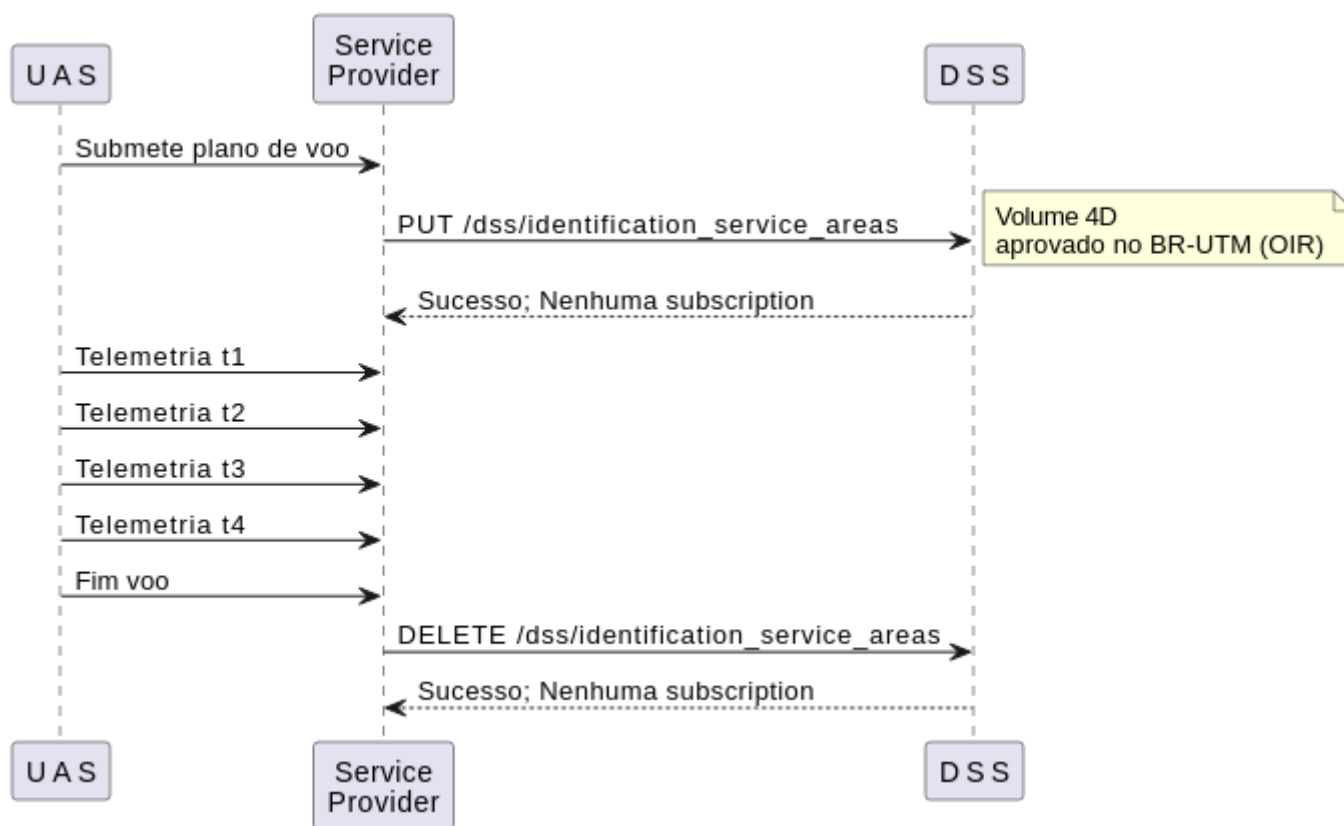 UAS
Service
Provider
DSS
Submete plano de voo
PUT /dss/identification_service_areas
Volume 4D
aprovado no BR-UTM (OIR)
Sucesso; Nenhuma subscription
Telemetria t1
Telemetria t2
Telemetria t3
Telemetria t4
Fim voo
DELETE /dss/identification_service_areas
Sucesso; Nenhuma subscription
UAS
Service
Provider
DSS